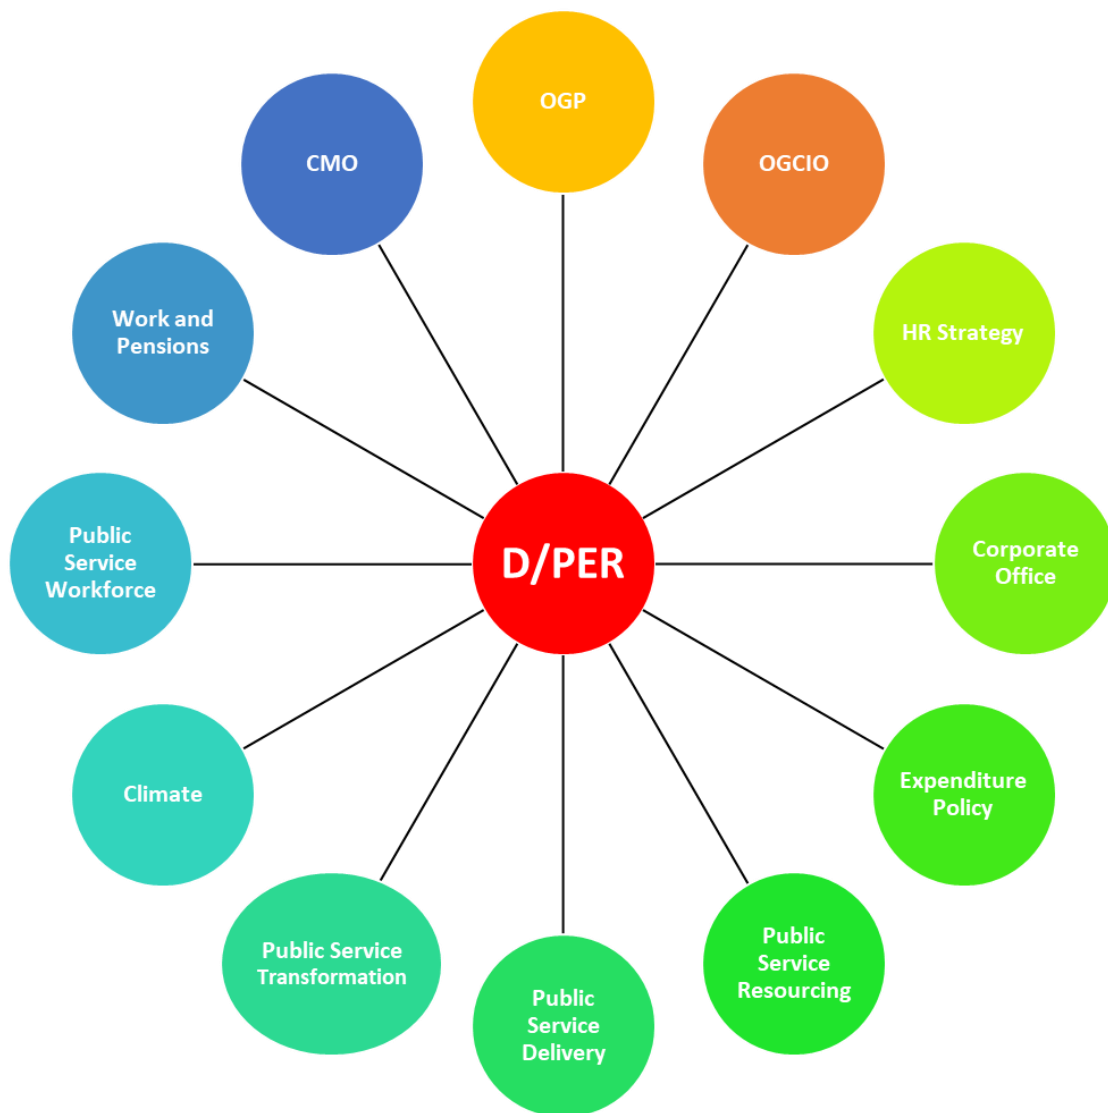 OGP
OGCIO
HR Strategy
Corporate
Office
Expenditure
Policy
Public
Service
Resourcing
Public
Service
Delivery
Public Service
Transformation
Climate
Public
Service
Workforce
Work and
Pensions
CMO
D/PER